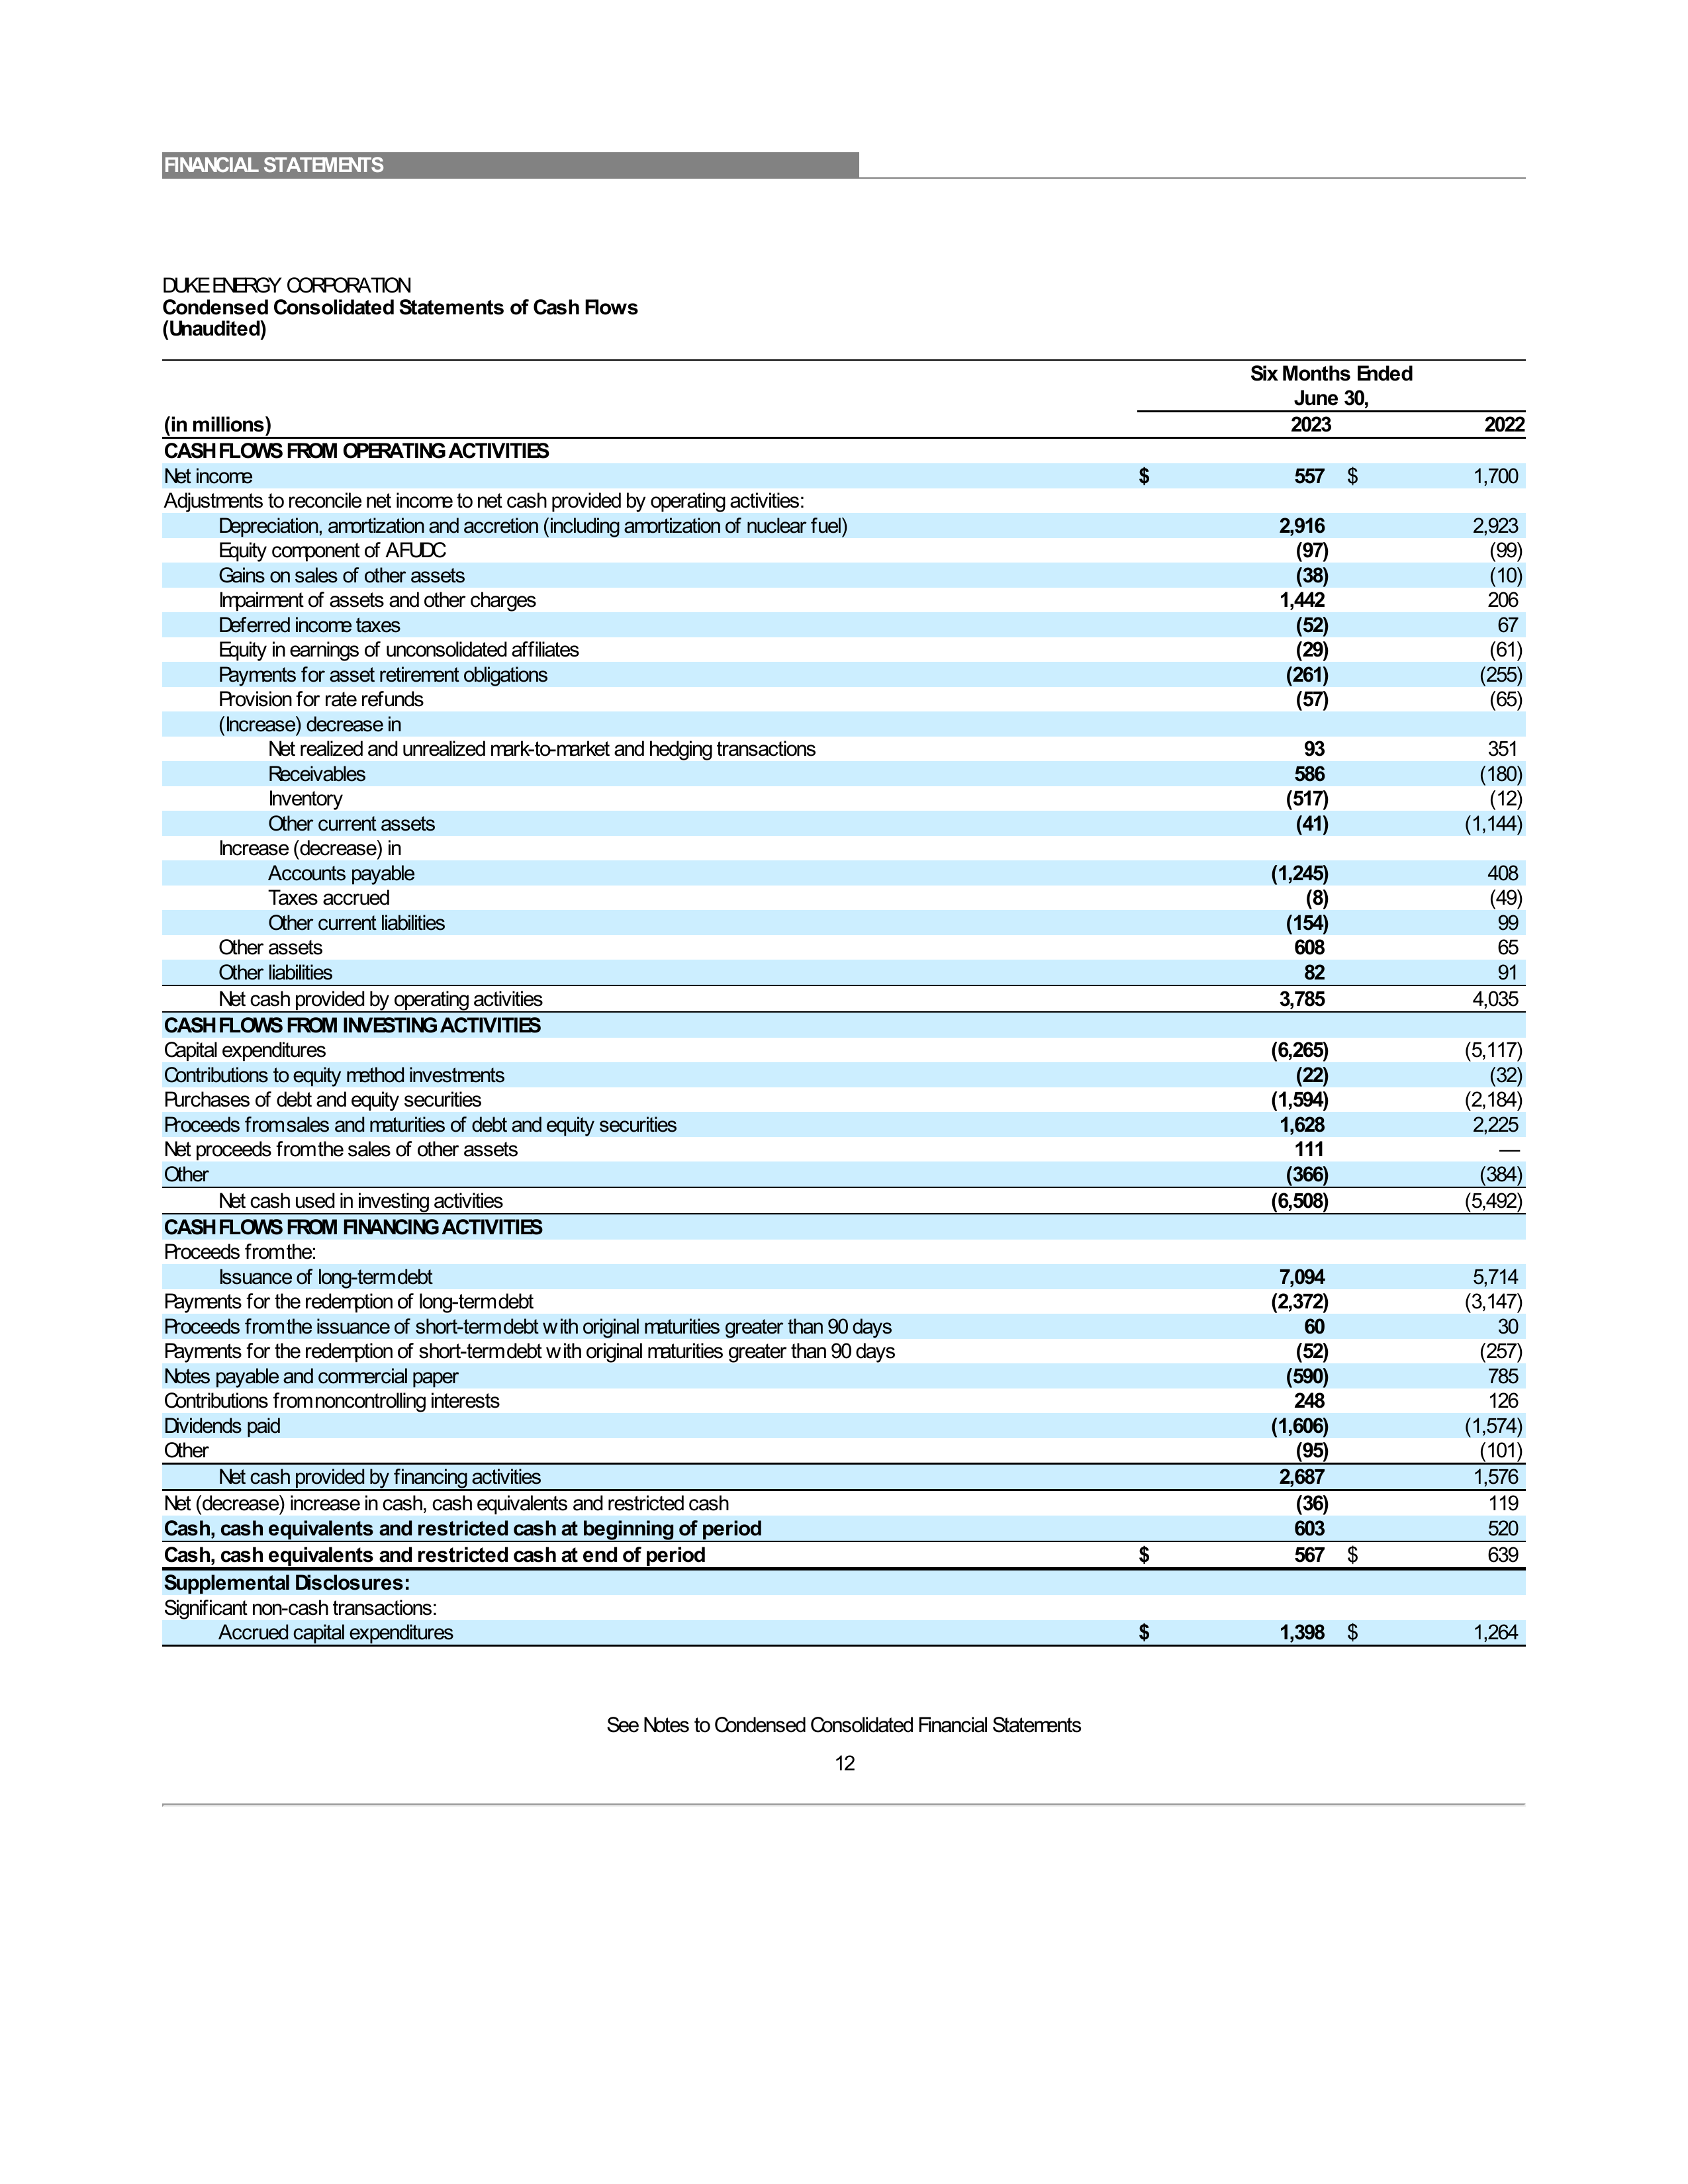 FINANCIAL STATEMENTS
DUKE ENERGY CORPORATION
Condensed Consolidated Statements of Cash Flows
(Unaudited)
Six Months Ended
June 30,
(in millions) 2023 2022
CASH FLOWS FROM OPERATING ACTIVITIES
Net income $ 557 $ 1,700
Adjustments to reconcile net income to net cash provided by operating activities:
Depreciation, amortization and accretion (including amortization of nuclear fuel) 2,916 2,923
Equity component of AFUDC (97) (99)
Gains on sales of other assets (38) (10)
Impairment of assets and other charges 1,442 206
Deferred income taxes (52) 67
Equity in earnings of unconsolidated affiliates (29) (61)
Payments for asset retirement obligations (261) (255)
Provision for rate refunds (57) (65)
(Increase) decrease in
Net realized and unrealized mark-to-market and hedging transactions 93 351
Receivables 586 (180)
Inventory (517) (12)
Other current assets (41) (1,144)
Increase (decrease) in
Accounts payable (1,245) 408
Taxes accrued (8) (49)
Other current liabilities (154) 99
Other assets 608 65
Other liabilities 82 91
Net cash provided by operating activities 3,785 4,035
CASH FLOWS FROM INVESTING ACTIVITIES
Capital expenditures (6,265) (5,117)
Contributions to equity method investments (22) (32)
Purchases of debt and equity securities (1,594) (2,184)
Proceeds from sales and maturities of debt and equity securities 1,628 2,225
Net proceeds from the sales of other assets 111 —
Other (366) (384)
Net cash used in investing activities (6,508) (5,492)
CASH FLOWS FROM FINANCING ACTIVITIES
Proceeds from the:
Issuance of long-term debt 7,094 5,714
Payments for the redemption of long-term debt (2,372) (3,147)
Proceeds from the issuance of short-term debt with original maturities greater than 90 days 60 30
Payments for the redemption of short-term debt with original maturities greater than 90 days (52) (257)
Notes payable and commercial paper (590) 785
Contributions from noncontrolling interests 248 126
Dividends paid (1,606) (1,574)
Other (95) (101)
Net cash provided by financing activities 2,687 1,576
Net (decrease) increase in cash, cash equivalents and restricted cash (36) 119
Cash, cash equivalents and restricted cash at beginning of period 603 520
Cash, cash equivalents and restricted cash at end of period $ 567 $ 639
Supplemental Disclosures:
Significant non-cash transactions:
Accrued capital expenditures $ 1,398 $ 1,264
See Notes to Condensed Consolidated Financial Statements
12